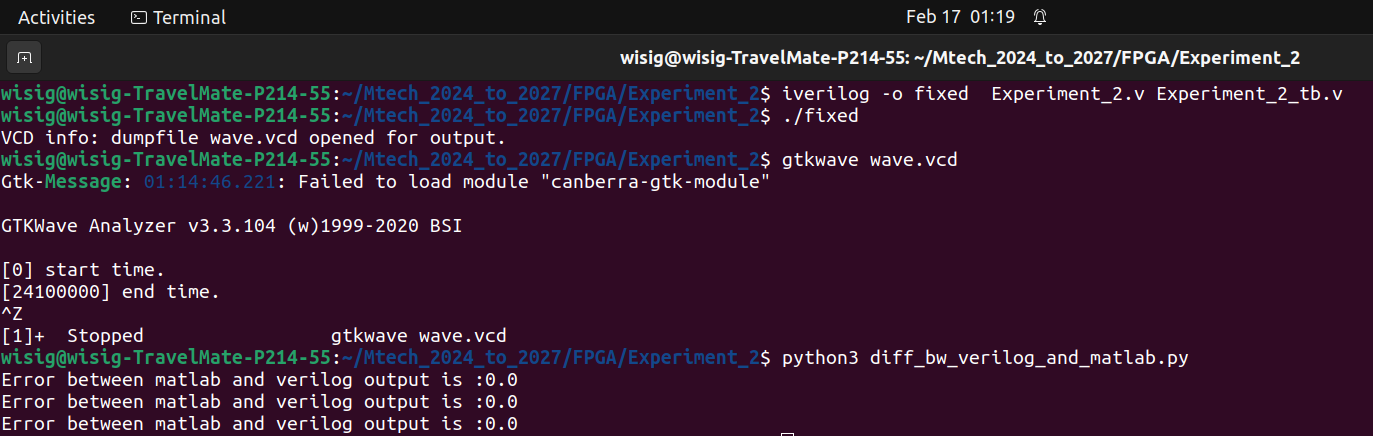 Activities Terminal Feb 17 01:19
wisig@wisig-TravelMate-P214-55: ~/Mtech_2024_to_2027/FPGA/Experiment_2
wisig@wisig-TravelMate-P214-55:~/Mtech_2024_to_2027/FPGA/Experiment_2$ iverilog -o fixed  Experiment_2.v Experiment_2_tb.v
wisig@wisig-TravelMate-P214-55:~/Mtech_2024_to_2027/FPGA/Experiment_2$ ./fixed
VCD info: dumpfile wave.vcd opened for output.
wisig@wisig-TravelMate-P214-55:~/Mtech_2024_to_2027/FPGA/Experiment_2$ gtkwave wave.vcd
Gtk-Message: 01:14:46.221: Failed to load module "canberra-gtk-module"
GTKWave Analyzer v3.3.104 (w)1999-2020 BSI
[0] start time.
[24100000] end time.
^Z
[1]+  Stopped                 gtkwave wave.vcd
wisig@wisig-TravelMate-P214-55:~/Mtech_2024_to_2027/FPGA/Experiment_2$ python3 diff_bw_verilog_and_matlab.py
Error between matlab and verilog output is :0.0
Error between matlab and verilog output is :0.0
Error between matlab and verilog output is :0.0